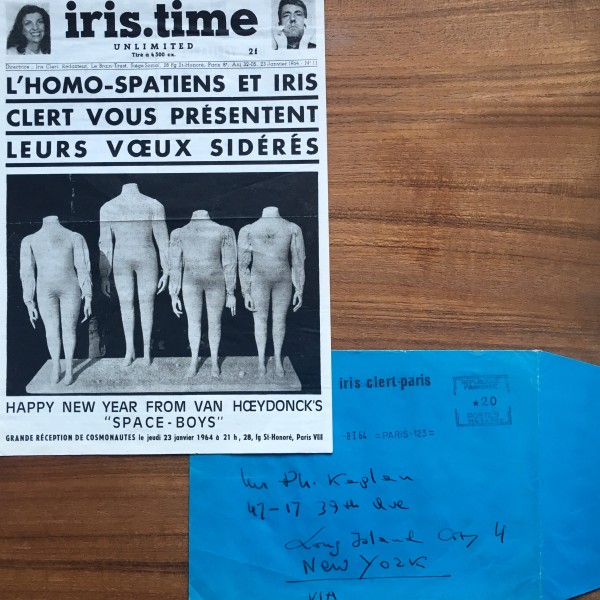 iris.time
UNLIMITED
Tiré à 4 500 ex.
2f
L'HOMO-SPATIENS ET IRIS
CLERT VOUS PRÉSENTENT
LEURS VŒUX SIDÉRÉS
HAPPY NEW YEAR FROM VAN HŒYDONCK'S
"SPACE-BOYS"
GRANDE RÉCEPTION DE COSMONAUTES le jeudi 23 janvier 1964 à 21 h, 28, fg St-Honoré, Paris VIII
iris clert-paris
★20
POSTES
=PARIS-123=
Ph. Kaplan
47-17 39th Ave
Long Island City 4
NEW YORK